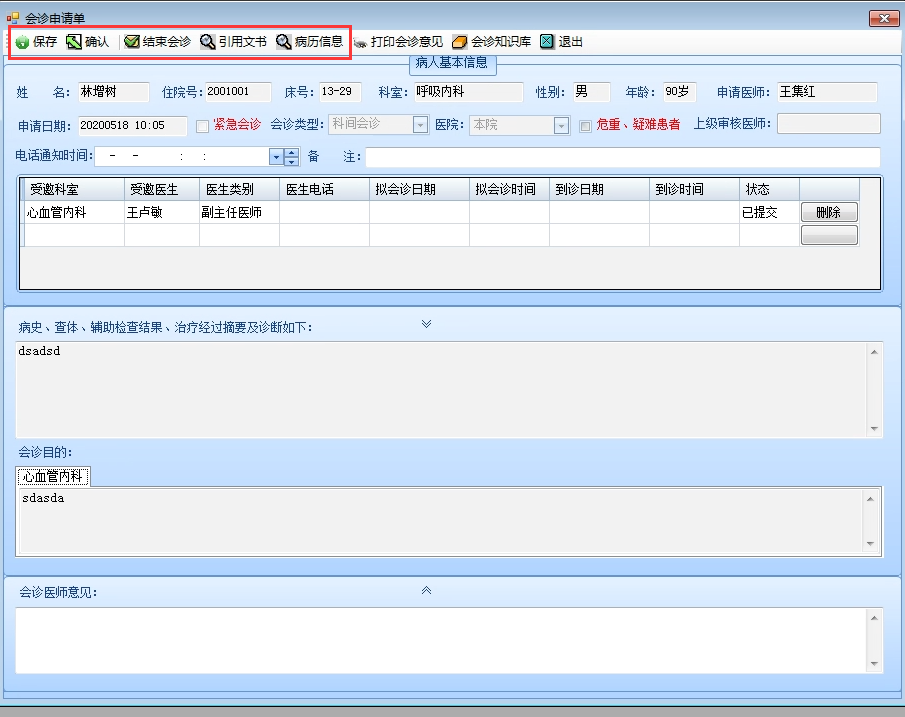 会诊申请单
保存 确认 结束会诊 引用文书 病历信息 打印会诊意见 会诊知识库 退出
病人基本信息
姓 名: 林增树 住院号: 2001001 床号: 13-29 科室: 呼吸内科 性别: 男 年龄: 90岁 申请医师: 王集红
申请日期: 20200518 10:05 紧急会诊 会诊类型: 科间会诊 医院: 本院 危重、疑难患者 上级审核医师:
电话通知时间: - - : : 备 注:
受邀科室 受邀医生 医生类别 医生电话 拟会诊日期 拟会诊时间 到诊日期 到诊时间 状态
心血管内科 王卢敏 副主任医师 已提交 删除
病史、查体、辅助检查结果、治疗经过摘要及诊断如下:
dsadsd
会诊目的:
心血管内科
sdasda
会诊医师意见: